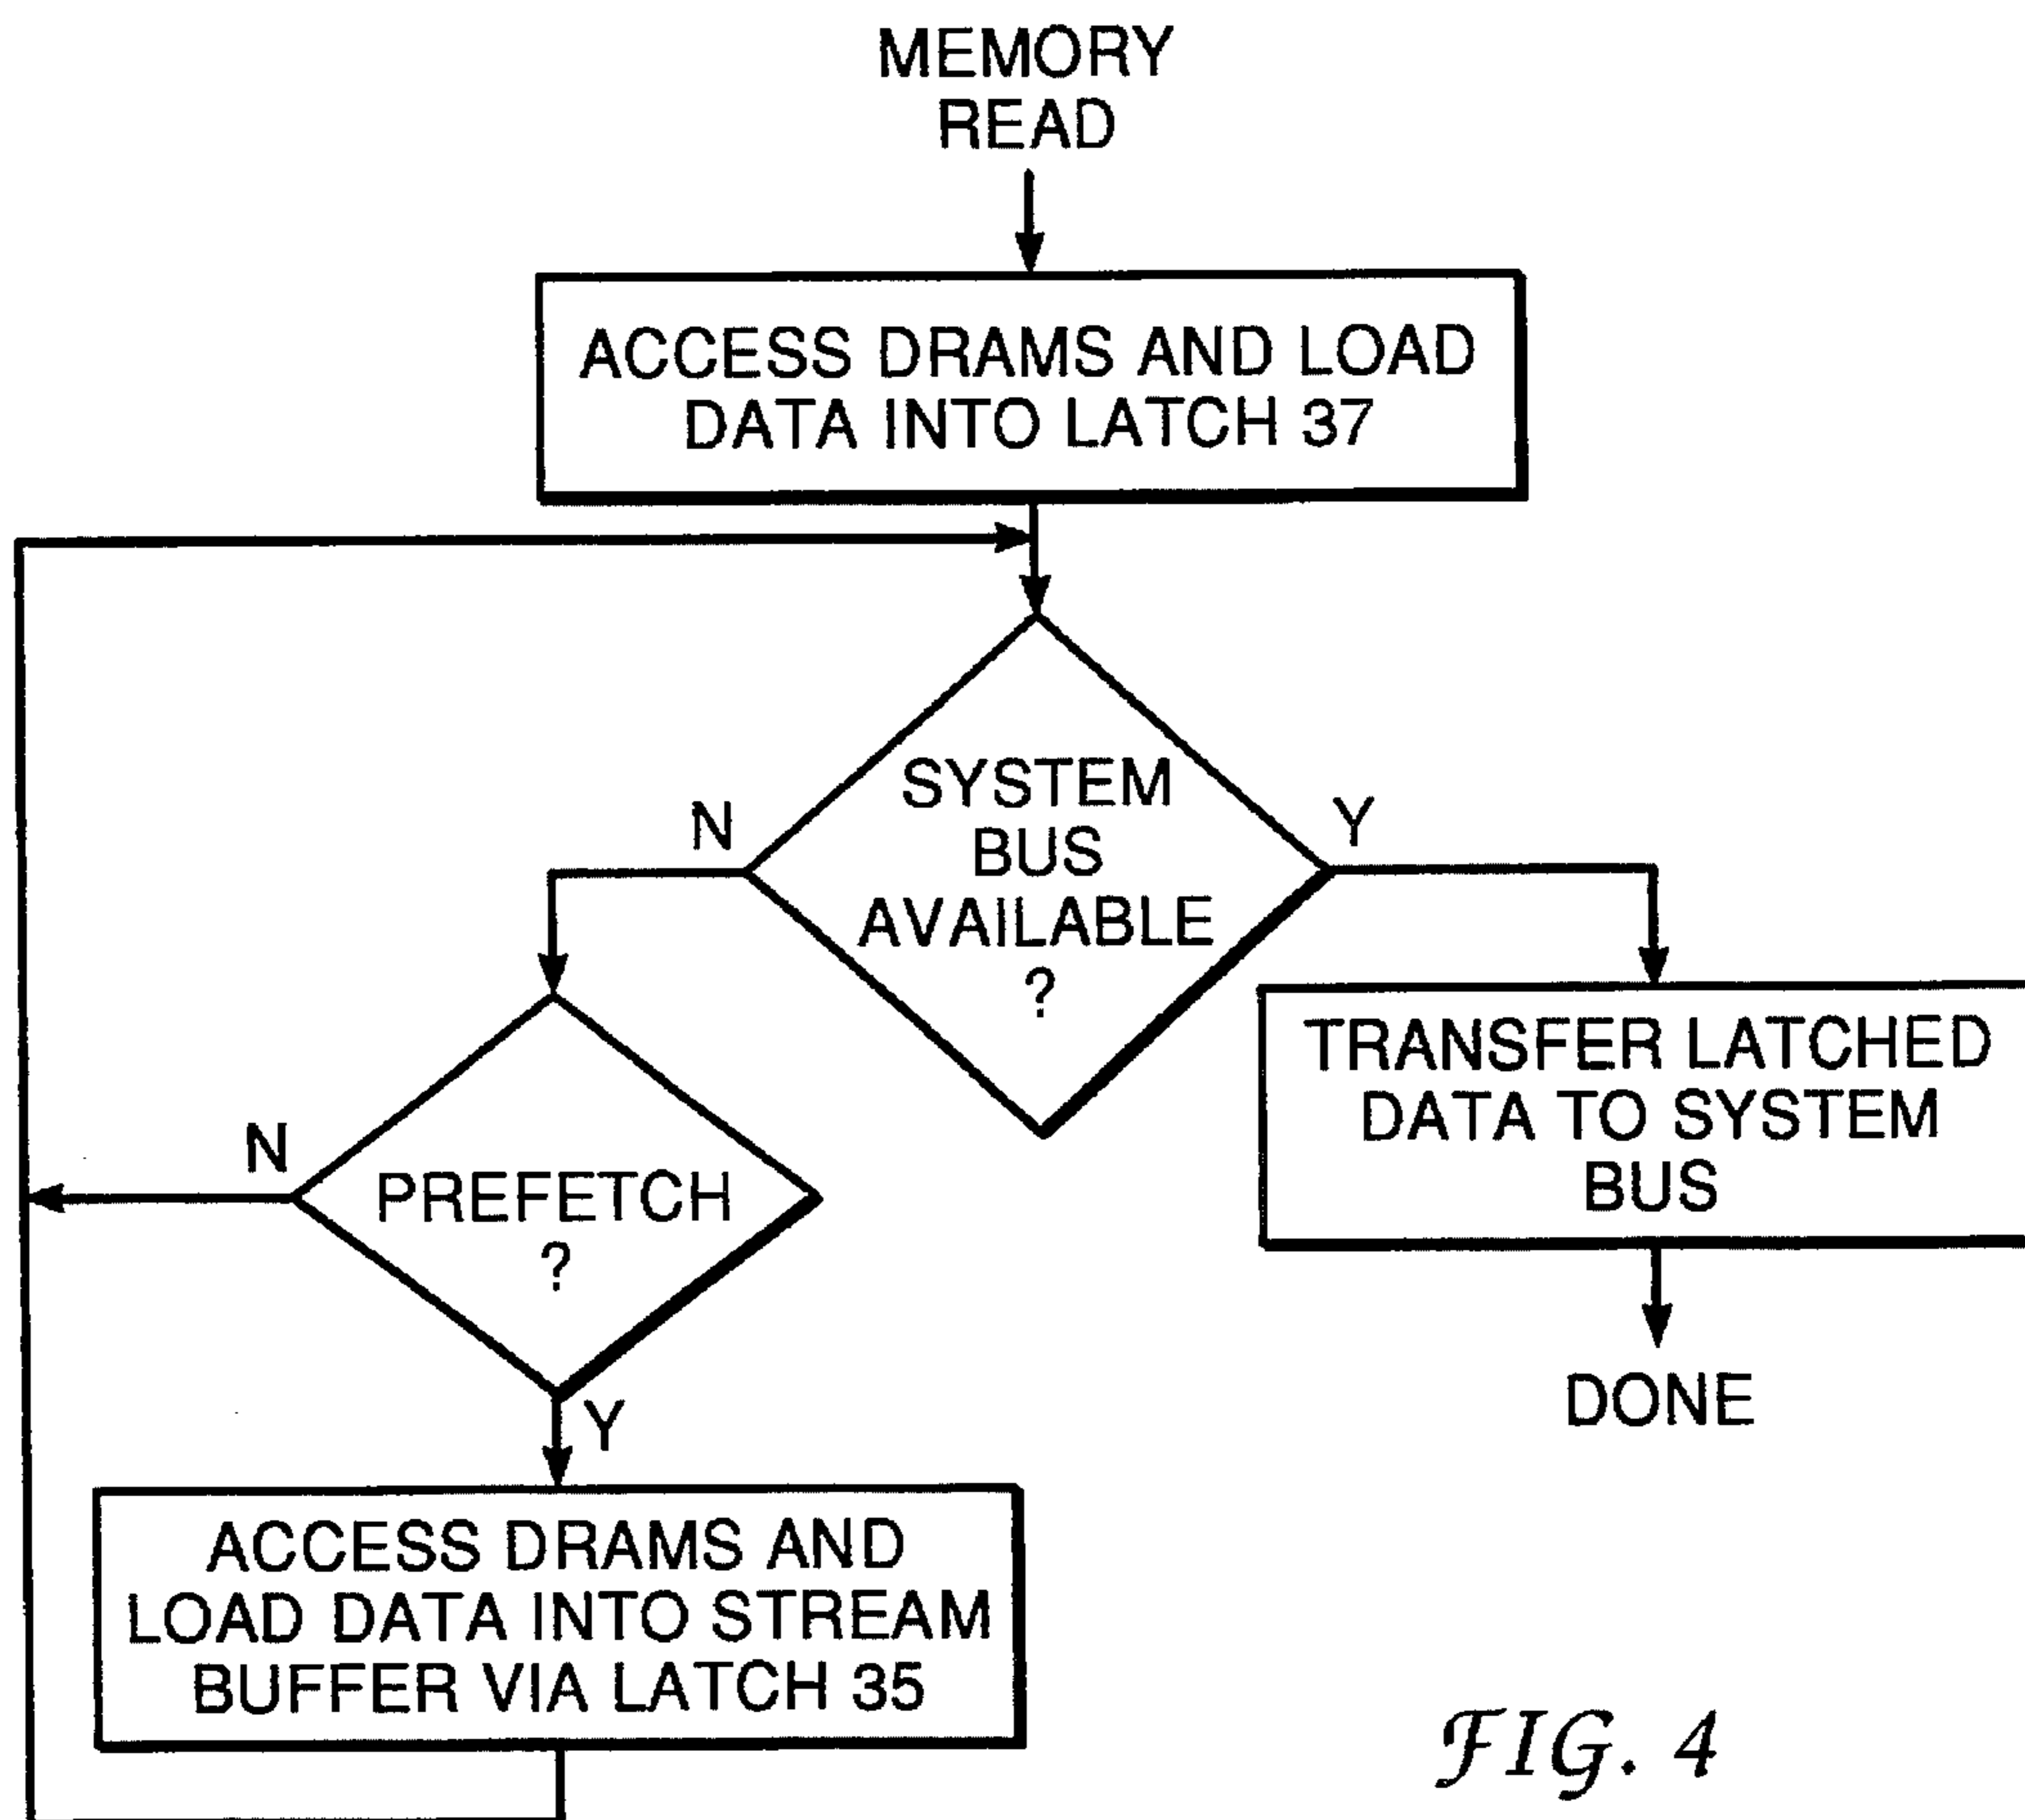 MEMORY
READ
ACCESS DRAMS AND LOAD
DATA INTO LATCH 37
SYSTEM
BUS
AVAILABLE
?
N
Y
TRANSFER LATCHED
DATA TO SYSTEM
BUS
DONE
PREFETCH
?
N
Y
ACCESS DRAMS AND
LOAD DATA INTO STREAM
BUFFER VIA LATCH 35
FIG. 4